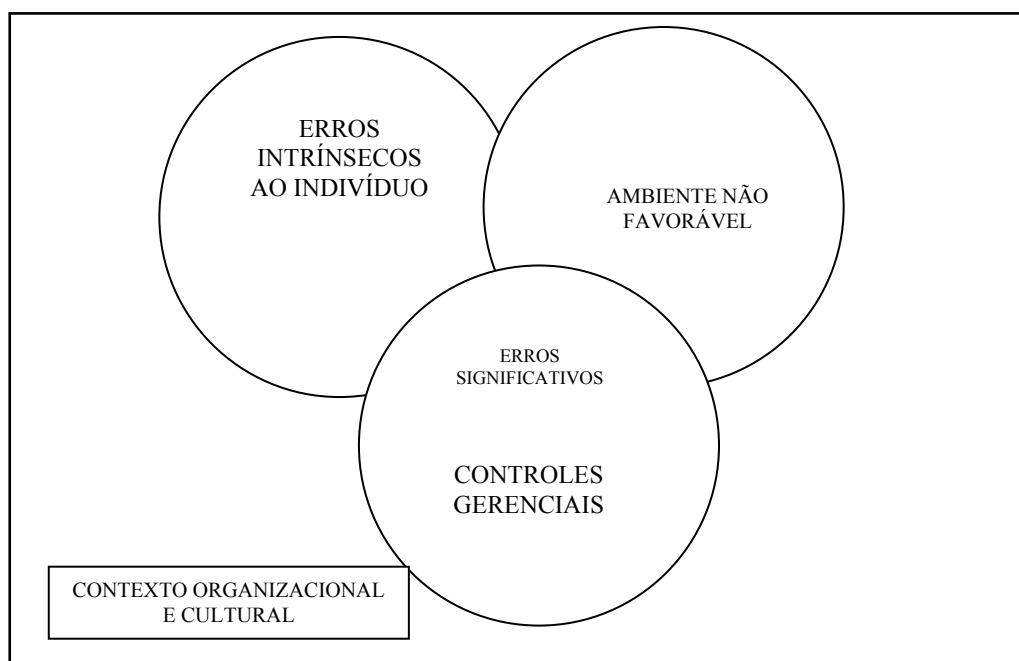 ERROS
INTRÍNSECOS
AO INDIVÍDUO
AMBIENTE NÃO
FAVORÁVEL
ERROS
SIGNIFICATIVOS
CONTROLES
GERENCIAIS
CONTEXTO ORGANIZACIONAL
E CULTURAL